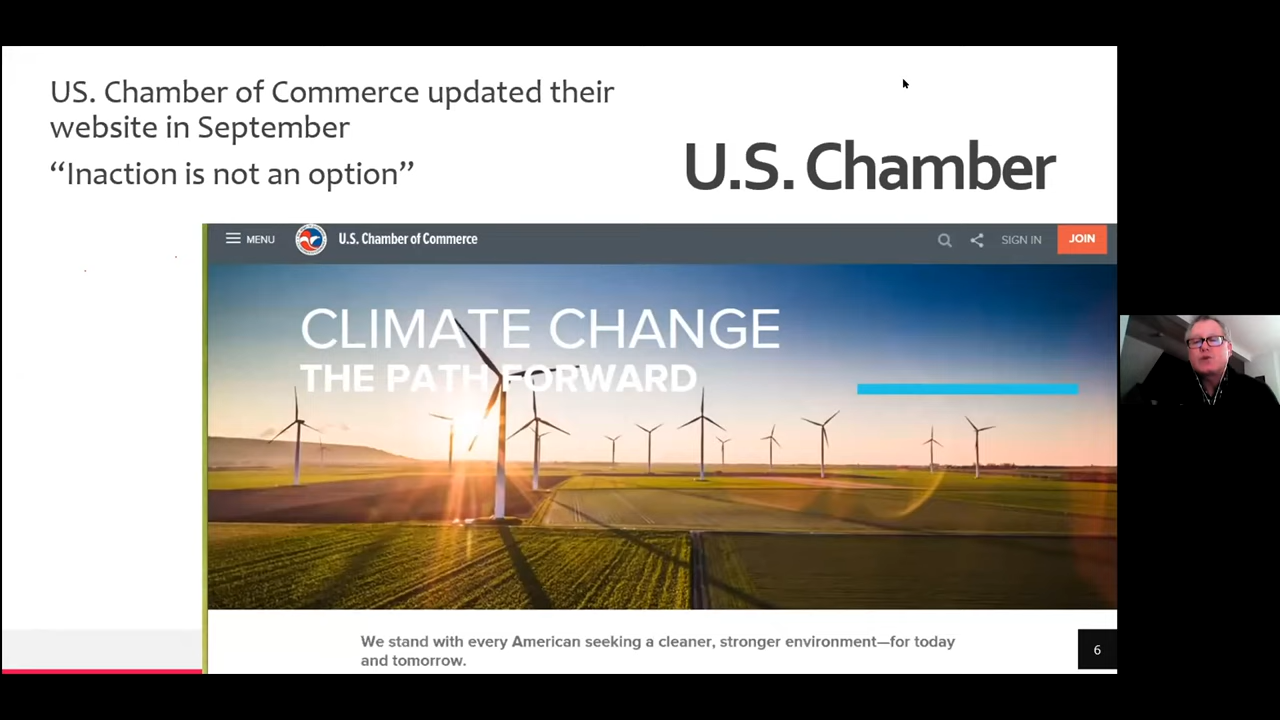 US. Chamber of Commerce updated their
website in September
“Inaction is not an option”
U.S. Chamber
MENU
U.S. Chamber of Commerce
SIGN IN
JOIN
CLIMATE CHANGE
THE PATH FORWARD
We stand with every American seeking a cleaner, stronger environment—for today
and tomorrow.
6